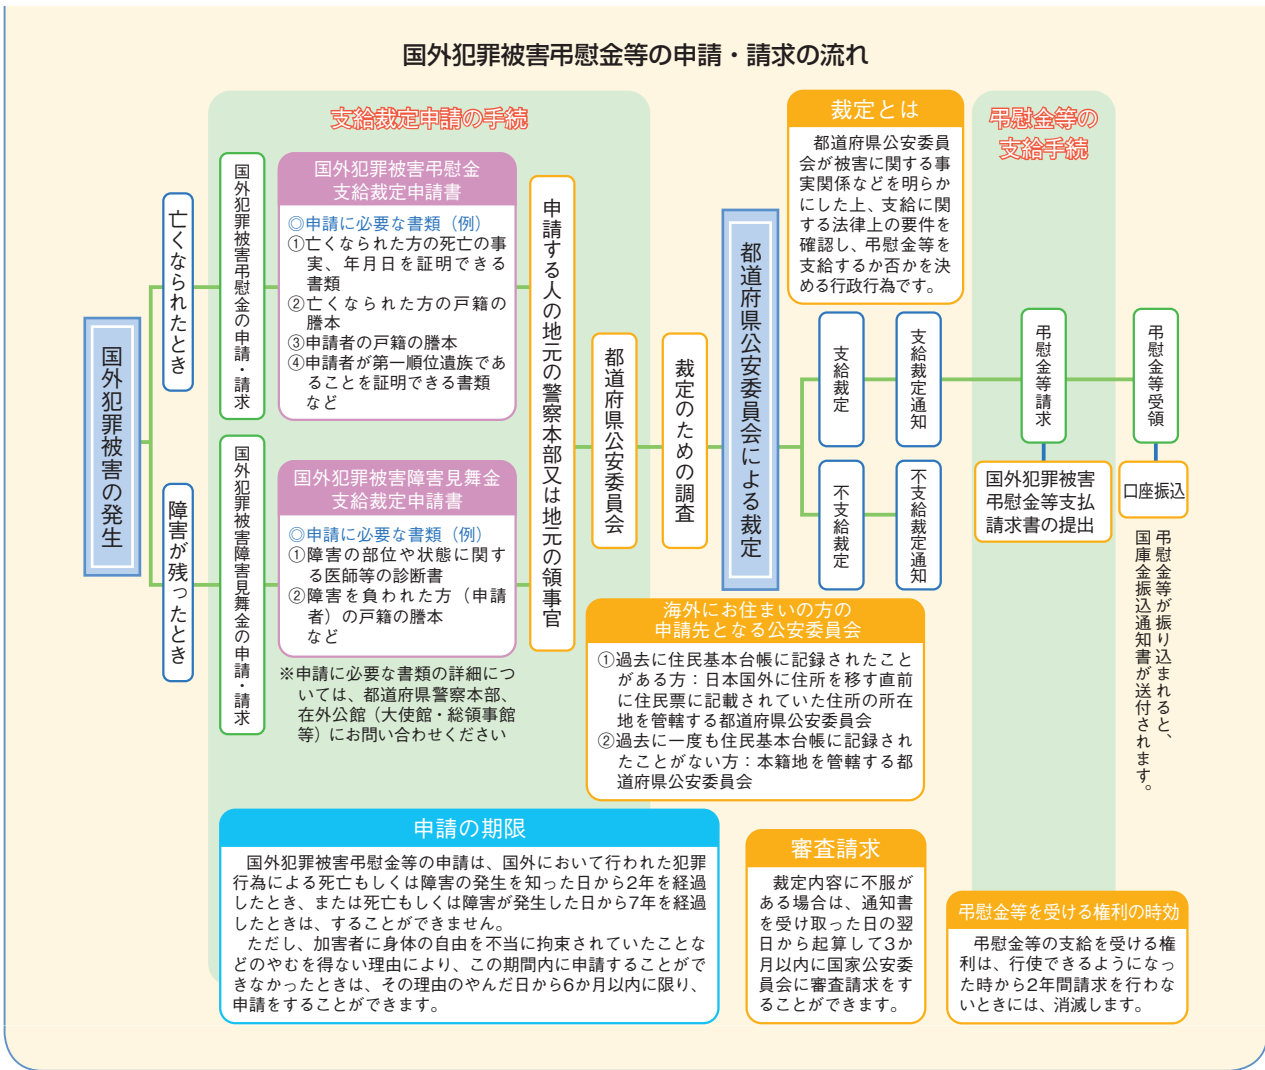 国外犯罪被害弔慰金等の申請・請求の流れ
支給裁定申請の手続
国外犯罪被害の発生
亡くなられたとき
国外犯罪被害弔慰金の申請・請求
国外犯罪被害弔慰金
支給裁定申請書
◎申請に必要な書類（例）
①亡くなられた方の死亡の事
実、年月日を証明できる
書類
②亡くなられた方の戸籍の
謄本
③申請者の戸籍の謄本
④申請者が第一順位遺族であ
ることを証明できる書類
など
障害が残ったとき
国外犯罪被害障害見舞金の申請・請求
国外犯罪被害障害見舞金
支給裁定申請書
◎申請に必要な書類（例）
①障害の部位や状態に関す
る医師等の診断書
②障害を負われた方（申請
者）の戸籍の謄本
など
※申請に必要な書類の詳細につ
いては、都道府県警察本部、
在外公館（大使館・総領事館
等）にお問い合わせください
申請する人の地元の警察本部又は地元の領事官
都道府県公安委員会
裁定のための調査
都道府県公安委員会による裁定
裁定とは
都道府県公安委員
会が被害に関する事
実関係などを明らか
にした上、支給に関
する法律上の要件を
確認し、弔慰金等を
支給するか否かを決
める行政行為です。
支給裁定
支給裁定通知
不支給裁定
不支給裁定通知
弔慰金等の
支給手続
弔慰金等請求
国外犯罪被害
弔慰金等支払
請求書の提出
弔慰金等受領
口座振込
弔慰金等が振り込まれると、
国庫金振込通知書が送付されます。
海外にお住まいの方の
申請先となる公安委員会
①過去に住民基本台帳に記録されたこと
がある方：日本国外に住所を移す直前
に住民票に記載されていた住所の所在
地を管轄する都道府県公安委員会
②過去に一度も住民基本台帳に記録され
たことがない方：本籍地を管轄する都
道府県公安委員会
申請の期限
国外犯罪被害弔慰金等の申請は、国外において行われた犯罪
行為による死亡もしくは障害の発生を知った日から2年を経過
したとき、または死亡もしくは障害が発生した日から7年を経過
したときは、することができません。
ただし、加害者に身体の自由を不当に拘束されていたことな
どのやむを得ない理由により、この期間内に申請することがで
きなかったときは、その理由のやんだ日から6か月以内に限り、
申請をすることができます。
審査請求
裁定内容に不服が
ある場合は、通知書
を受け取った日の翌
日から起算して3か
月以内に国家公安委
員会に審査請求をす
ることができます。
弔慰金等を受ける権利の時効
弔慰金等の支給を受ける権
利は、行使できるようになっ
た時から2年間請求を行わな
いときには、消滅します。